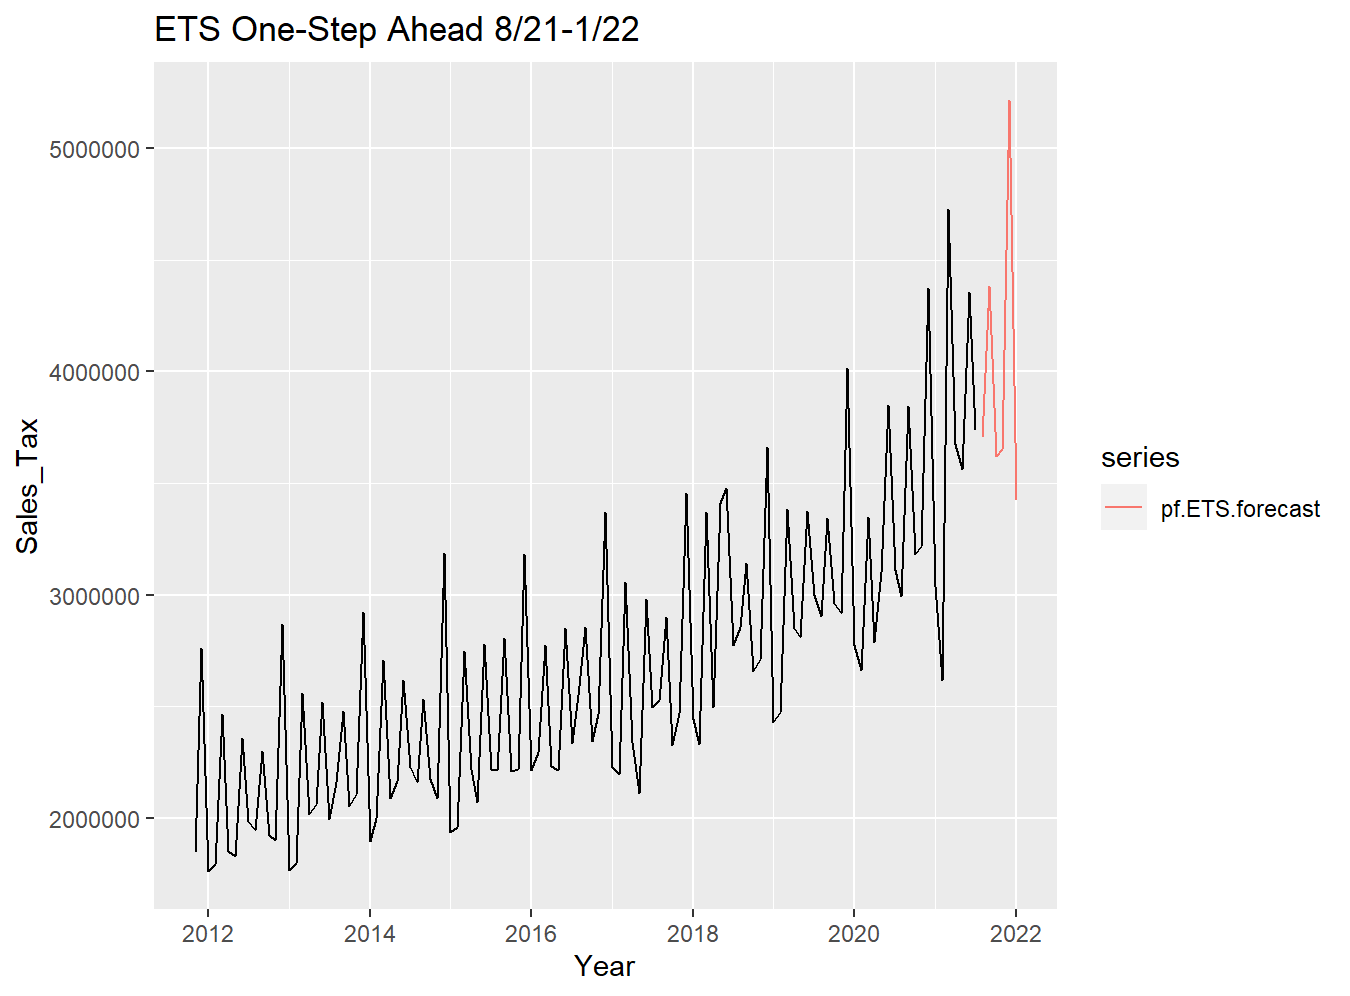 ETS One-Step Ahead 8/21-1/22
5000000
4000000
3000000
2000000
Sales_Tax
2012 2014 2016 2018 2020 2022
Year
series
pf.ETS.forecast